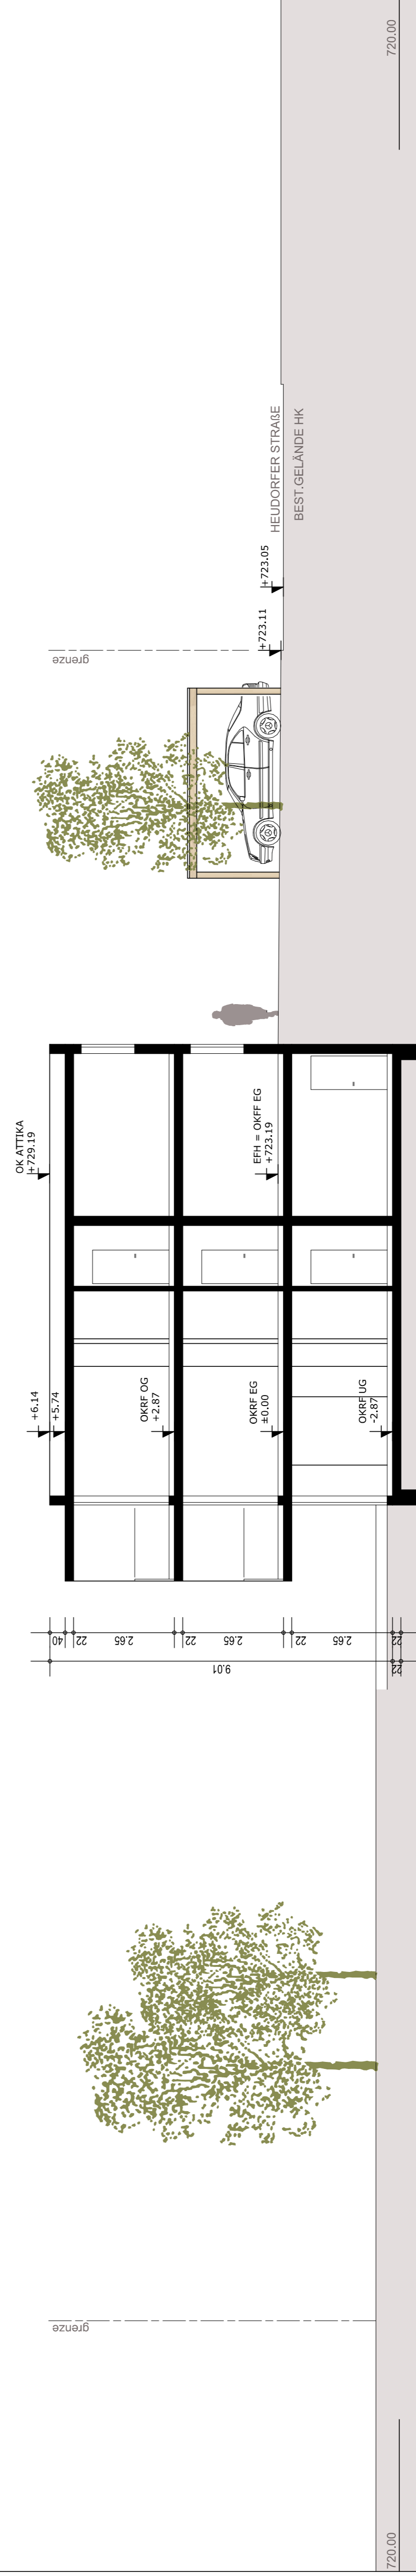 720.00
HEUDORFER STRAßE
BEST.GELÄNDE HK
+723.05
+723.11
grenze
OK ATTIKA
+729.19
EFH = OKFF EG
+723.19
+6.14
+5.74
OKRF OG
+2.87
OKRF EG
±0.00
OKRF UG
-2.87
40
22
2.65
22
2.65
22
2.65
22
9.01
22
grenze
720.00